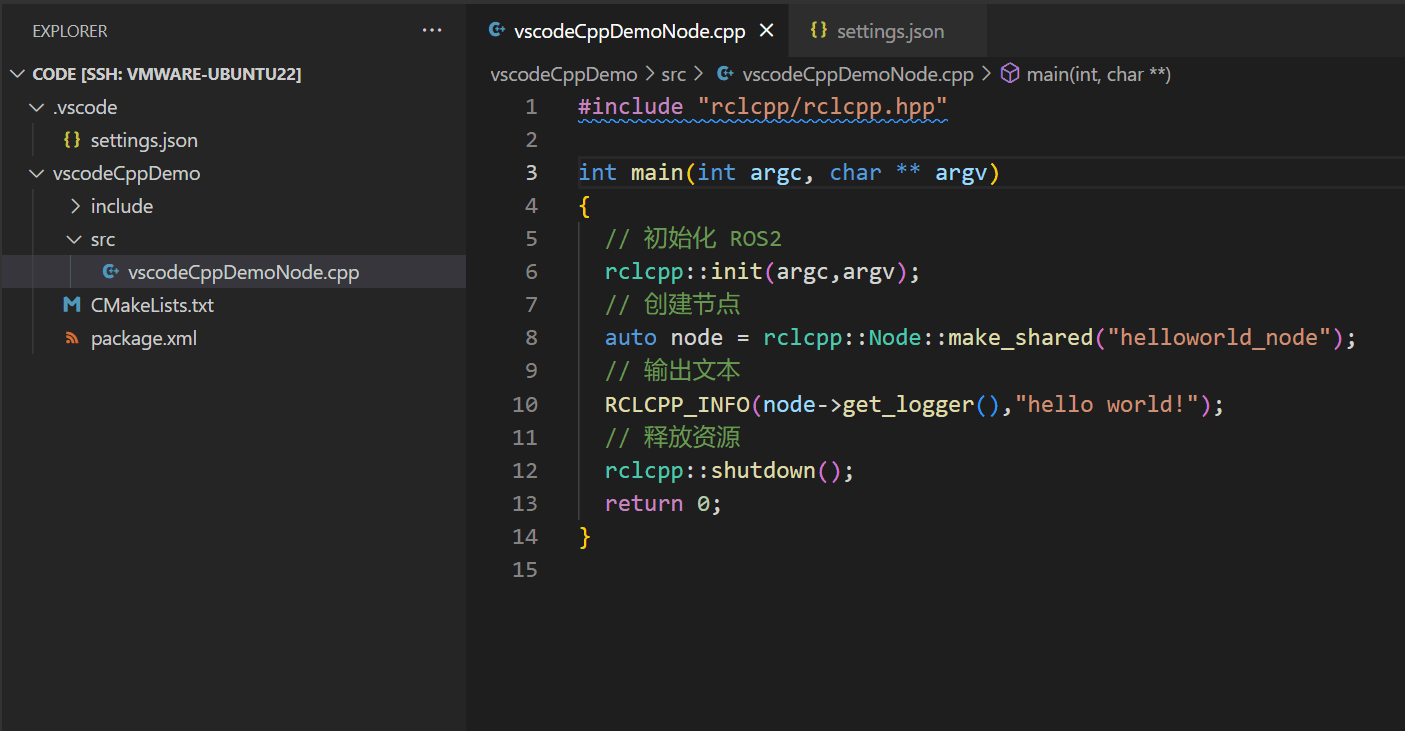 EXPLORER
···
CODE [SSH: VMWARE-UBUNTU22]
.vscode
{} settings.json
vscodeCppDemo
include
src
vscodeCppDemoNode.cpp
CMakeLists.txt
package.xml
vscodeCppDemoNode.cpp ×
{} settings.json
vscodeCppDemo > src > vscodeCppDemoNode.cpp > main(int, char **)
1 #include "rclcpp/rclcpp.hpp"
2
3 int main(int argc, char ** argv)
4 {
5   // 初始化 ROS2
6   rclcpp::init(argc,argv);
7   // 创建节点
8   auto node = rclcpp::Node::make_shared("helloworld_node");
9   // 输出文本
10   RCLCPP_INFO(node->get_logger(),"hello world!");
11   // 释放资源
12   rclcpp::shutdown();
13   return 0;
14 }
15